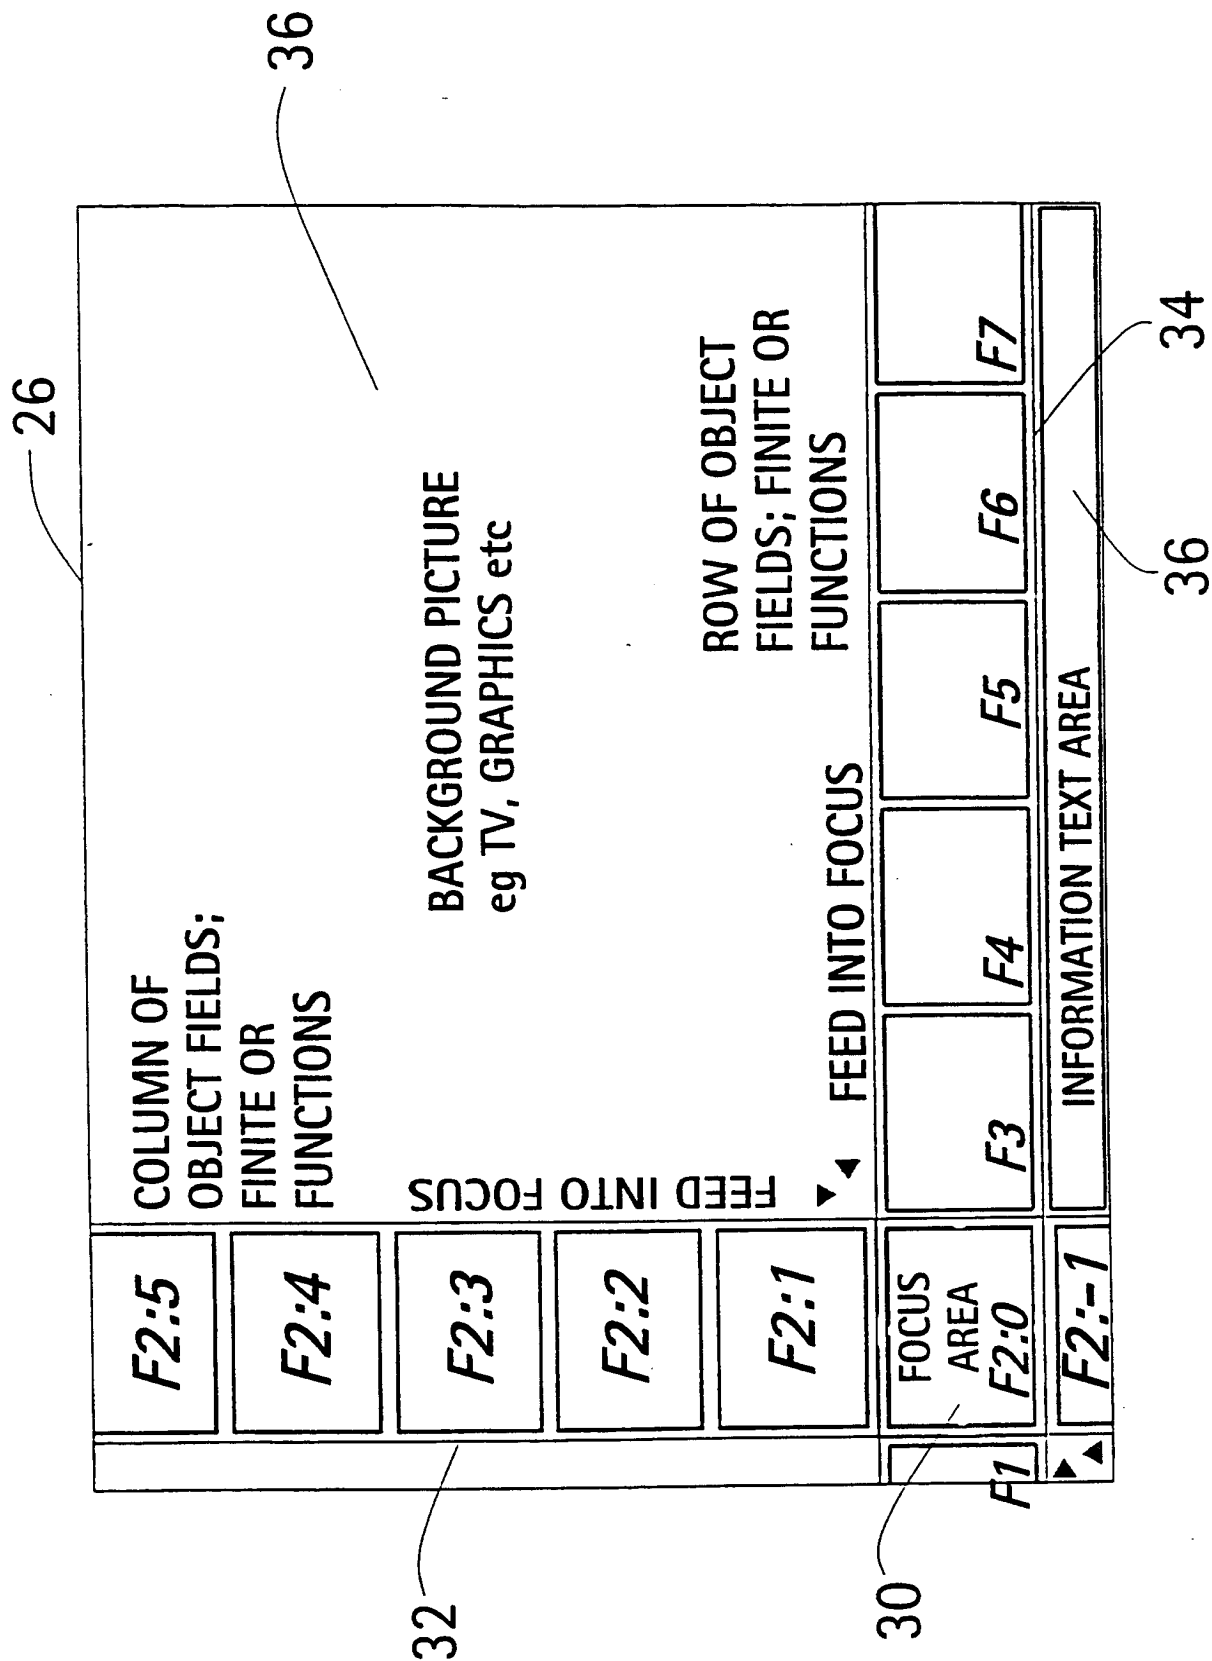 26
36
COLUMN OF
OBJECT FIELDS;
FINITE OR
FUNCTIONS
BACKGROUND PICTURE
eg TV, GRAPHICS etc
ROW OF OBJECT
FIELDS; FINITE OR
FUNCTIONS
FEED INTO FOCUS
FEED INTO FOCUS
F2:5
F2:4
F2:3
F2:2
F2:1
32
30
F1
FOCUS
AREA
F2:0
F3
F4
F5
F6
F7
F2:-1
INFORMATION TEXT AREA
36
34